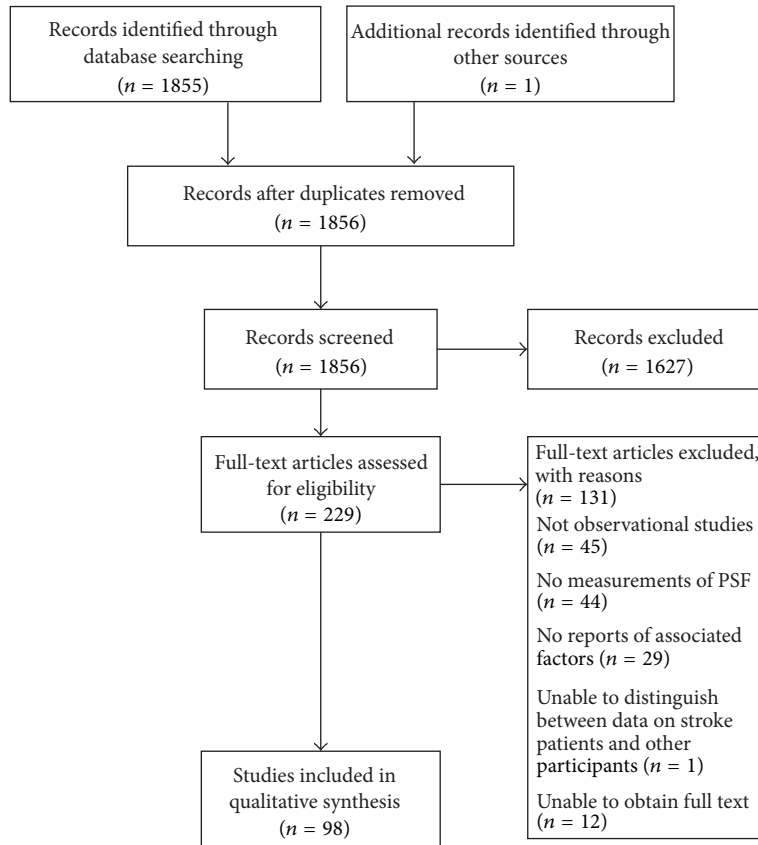 Records identified through
database searching
(n = 1855)
Additional records identified through
other sources
(n = 1)
Records after duplicates removed
(n = 1856)
Records screened
(n = 1856)
Records excluded
(n = 1627)
Full-text articles assessed
for eligibility
(n = 229)
Full-text articles excluded,
with reasons
(n = 131)
Not observational studies
(n = 45)
No measurements of PSF
(n = 44)
No reports of associated
factors (n = 29)
Unable to distinguish
between data on stroke
patients and other
participants (n = 1)
Unable to obtain full text
(n = 12)
Studies included in
qualitative synthesis
(n = 98)